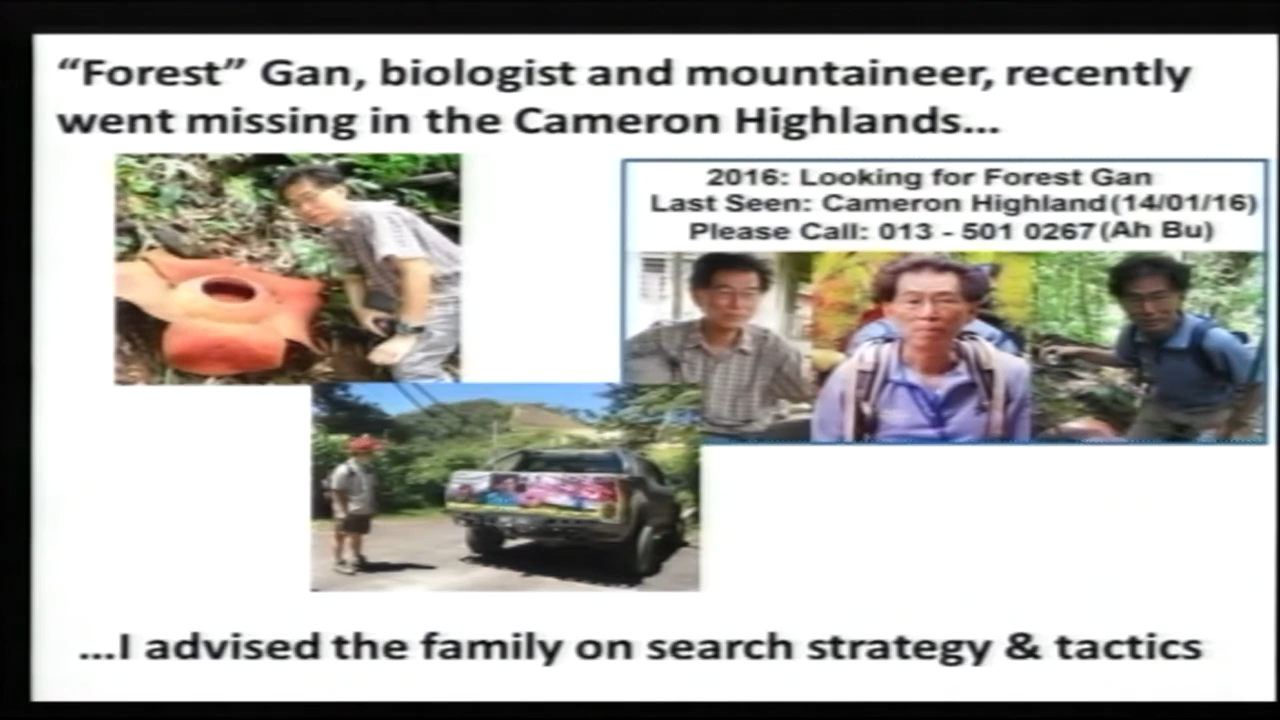 “Forest” Gan, biologist and mountaineer, recently
went missing in the Cameron Highlands...
2016: Looking for Forest Gan
Last Seen: Cameron Highland (14/01/16)
Please Call: 013 - 501 0267 (Ah Bu)
...I advised the family on search strategy & tactics